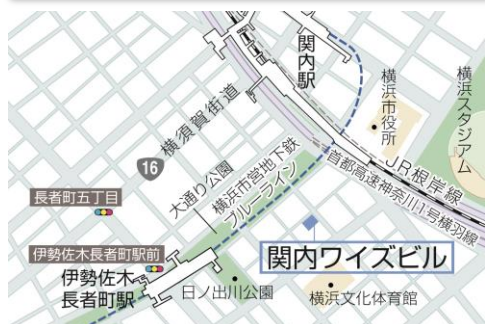 関内駅
横浜市役所
横浜スタジアム
横須賀街道
16
JR根岸線
首都高速神奈川1号横羽線
大通り公園
横浜市営地下鉄
ブルーライン
長者町五丁目
伊勢佐木長者町駅前
伊勢佐木
長者町駅
日ノ出川公園
関内ワイズビル
横浜文化体育館